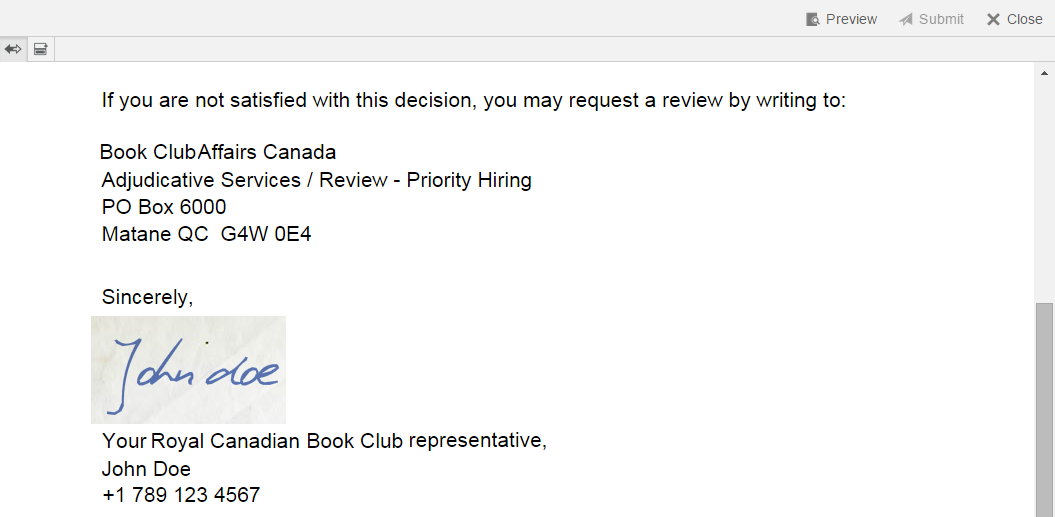 Preview Submit Close
If you are not satisfied with this decision, you may request a review by writing to:
Book ClubAffairs Canada
Adjudicative Services / Review - Priority Hiring
PO Box 6000
Matane QC  G4W 0E4
Sincerely,
John doe
Your Royal Canadian Book Club representative,
John Doe
+1 789 123 4567